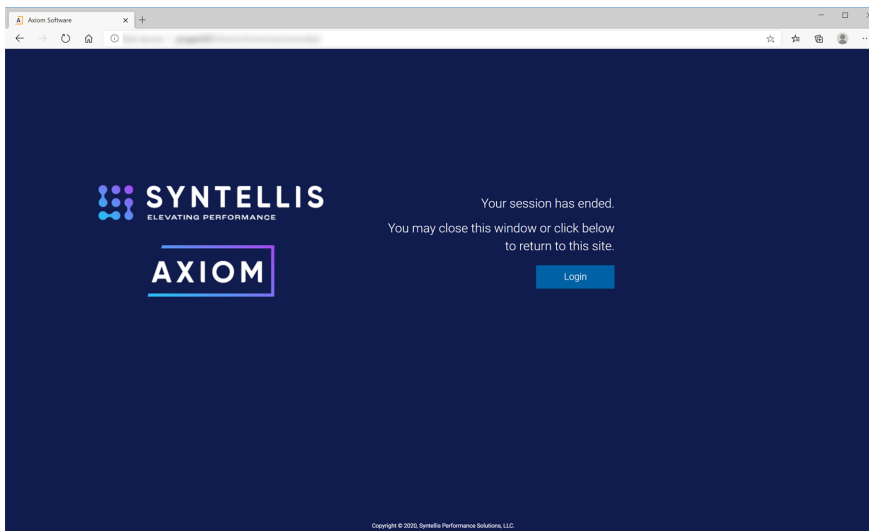 Axiom Software
SYNTELLIS
ELEVATING PERFORMANCE
AXIOM
Your session has ended.
You may close this window or click below
to return to this site.
Login
Copyright © 2020, Syntellis Performance Solutions, LLC.